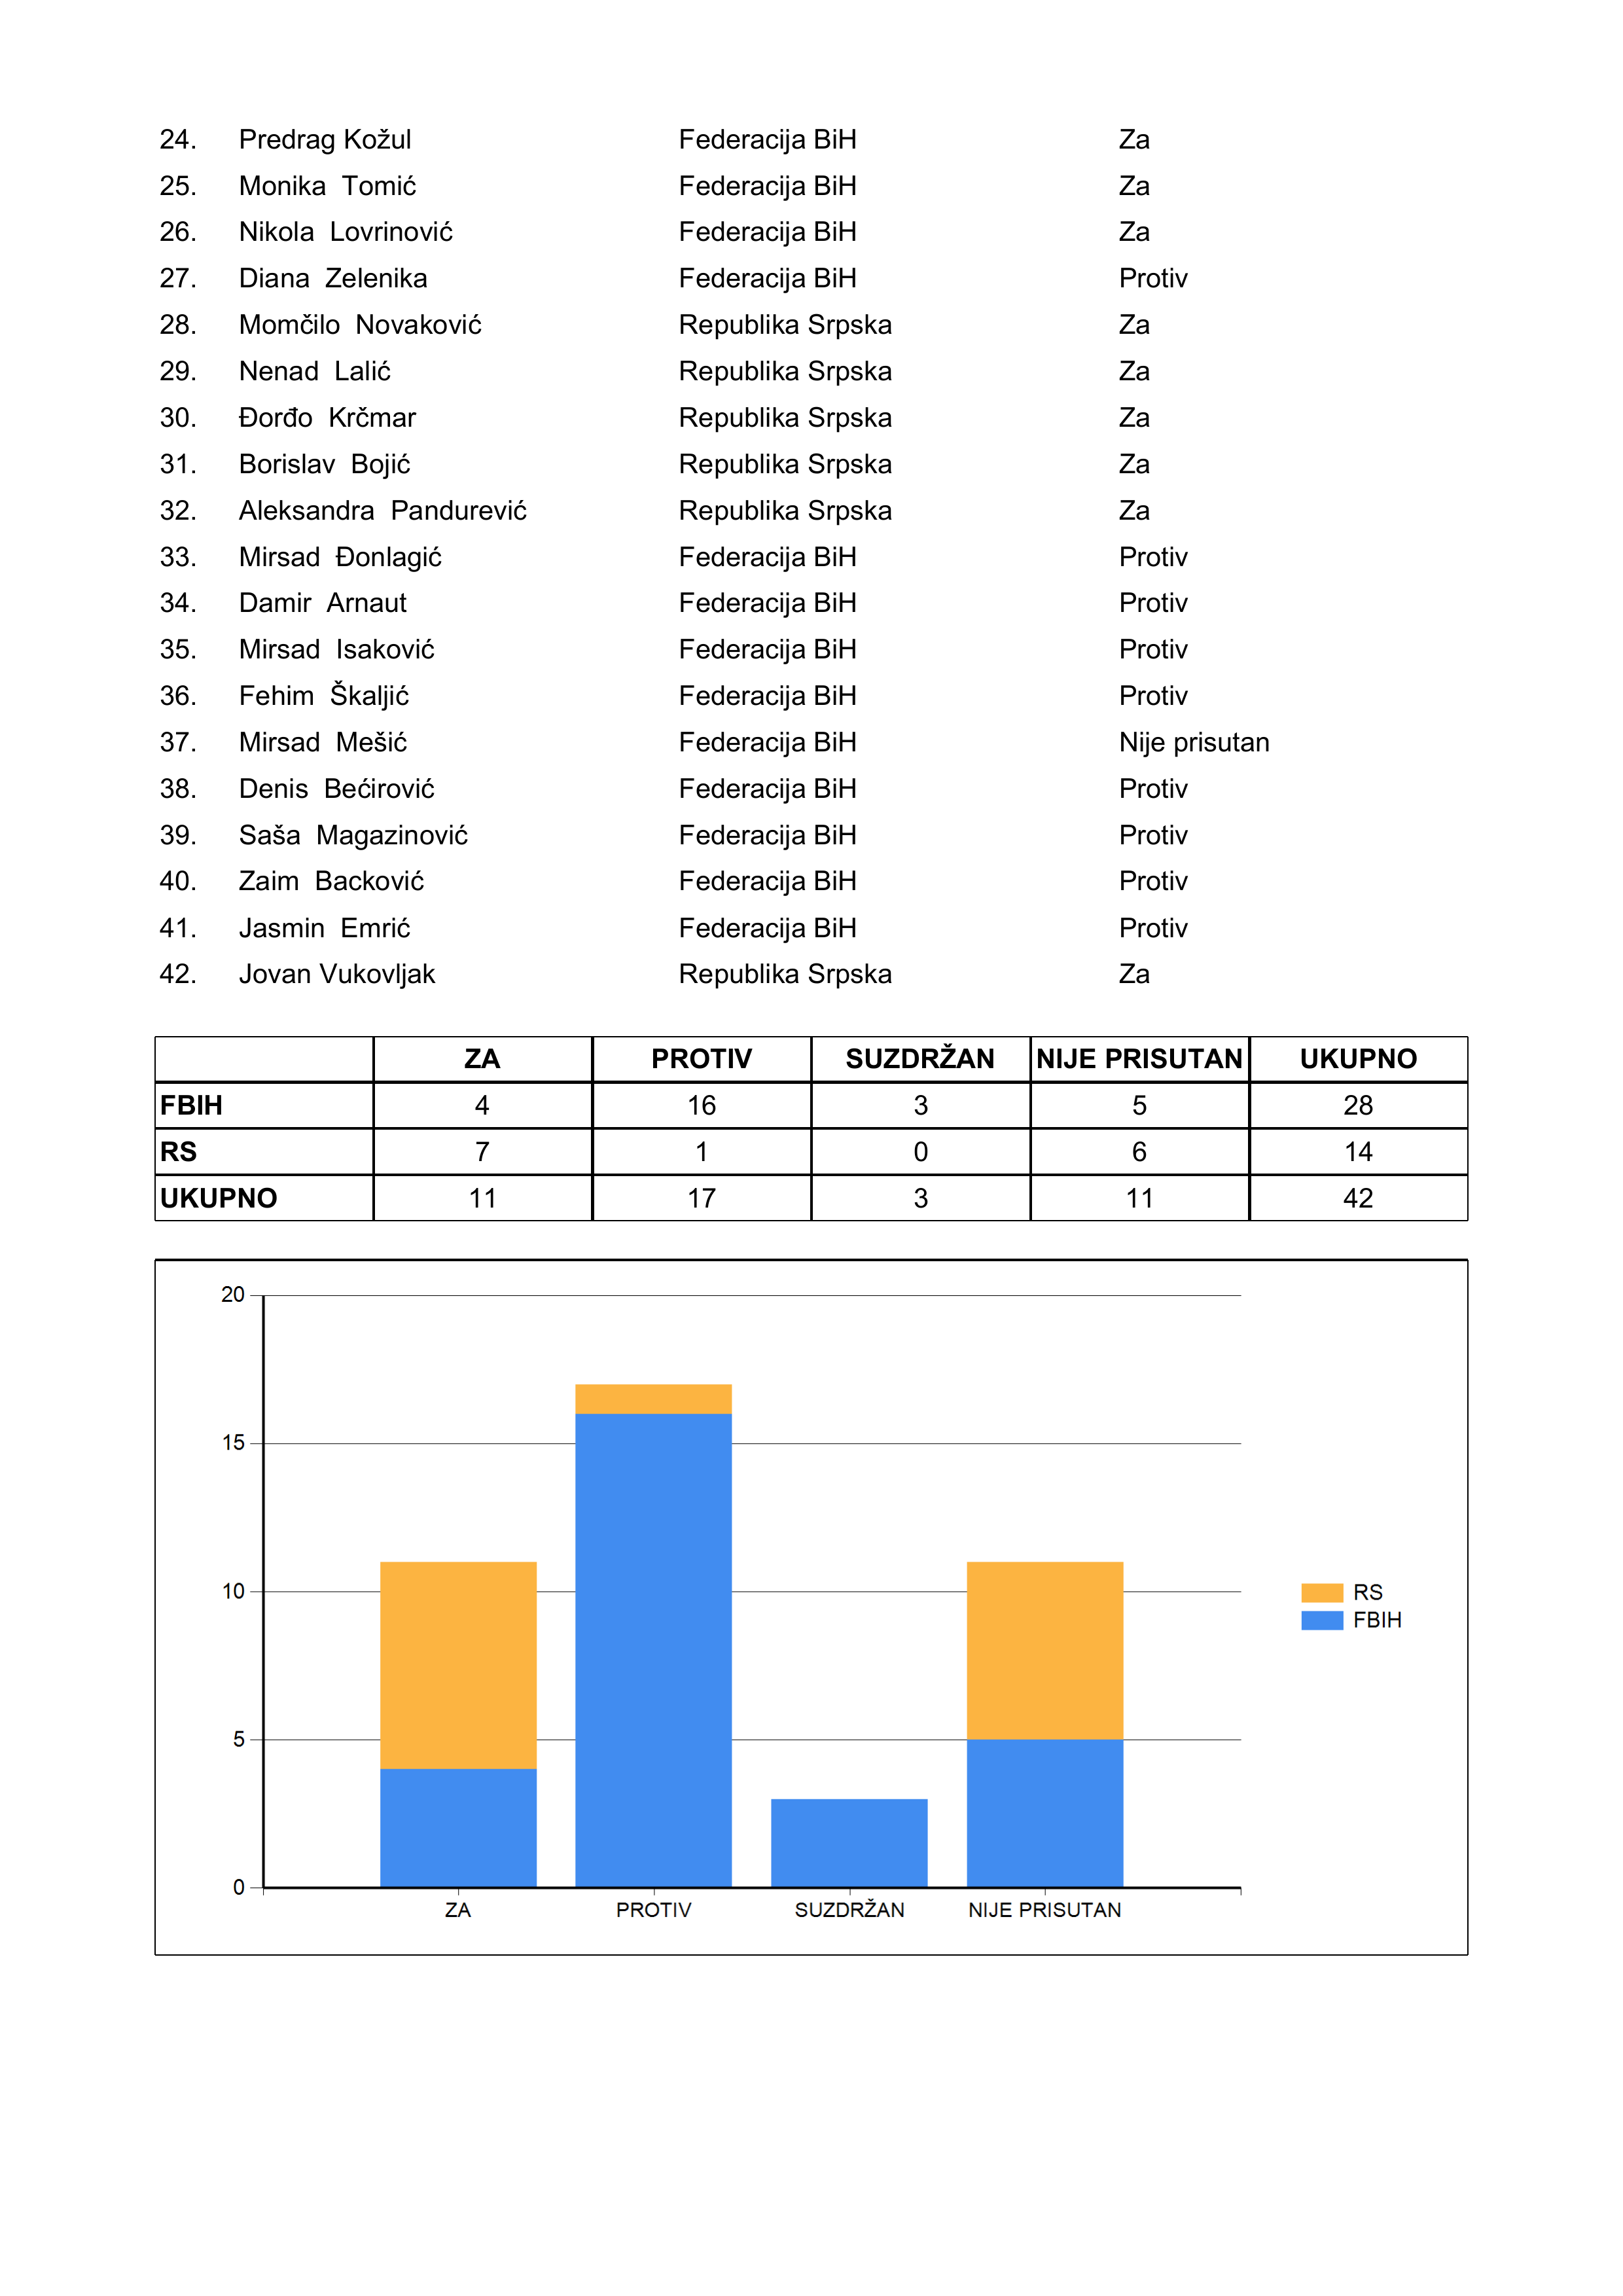 24. Predrag Kožul Federacija BiH Za
25. Monika Tomić Federacija BiH Za
26. Nikola Lovrinović Federacija BiH Za
27. Diana Zelenika Federacija BiH Protiv
28. Momčilo Novaković Republika Srpska Za
29. Nenad Lalić Republika Srpska Za
30. Đorđo Krčmar Republika Srpska Za
31. Borislav Bojić Republika Srpska Za
32. Aleksandra Pandurević Republika Srpska Za
33. Mirsad Đonlagić Federacija BiH Protiv
34. Damir Arnaut Federacija BiH Protiv
35. Mirsad Isaković Federacija BiH Protiv
36. Fehim Škaljić Federacija BiH Protiv
37. Mirsad Mešić Federacija BiH Nije prisutan
38. Denis Bećirović Federacija BiH Protiv
39. Saša Magazinović Federacija BiH Protiv
40. Zaim Backović Federacija BiH Protiv
41. Jasmin Emrić Federacija BiH Protiv
42. Jovan Vukovljak Republika Srpska Za
ZA PROTIV SUZDRŽAN NIJE PRISUTAN UKUPNO
FBIH 4 16 3 5 28
RS 7 1 0 6 14
UKUPNO 11 17 3 11 42
20
15
10
5
0
ZA PROTIV SUZDRŽAN NIJE PRISUTAN
RS
FBIH